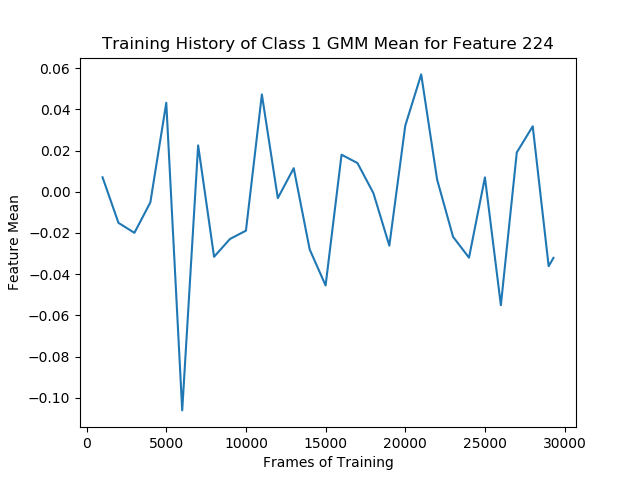 Training History of Class 1 GMM Mean for Feature 224
0.06
0.04
0.02
0.00
−0.02
−0.04
−0.06
−0.08
−0.10
Feature Mean
0 5000 10000 15000 20000 25000 30000
Frames of Training